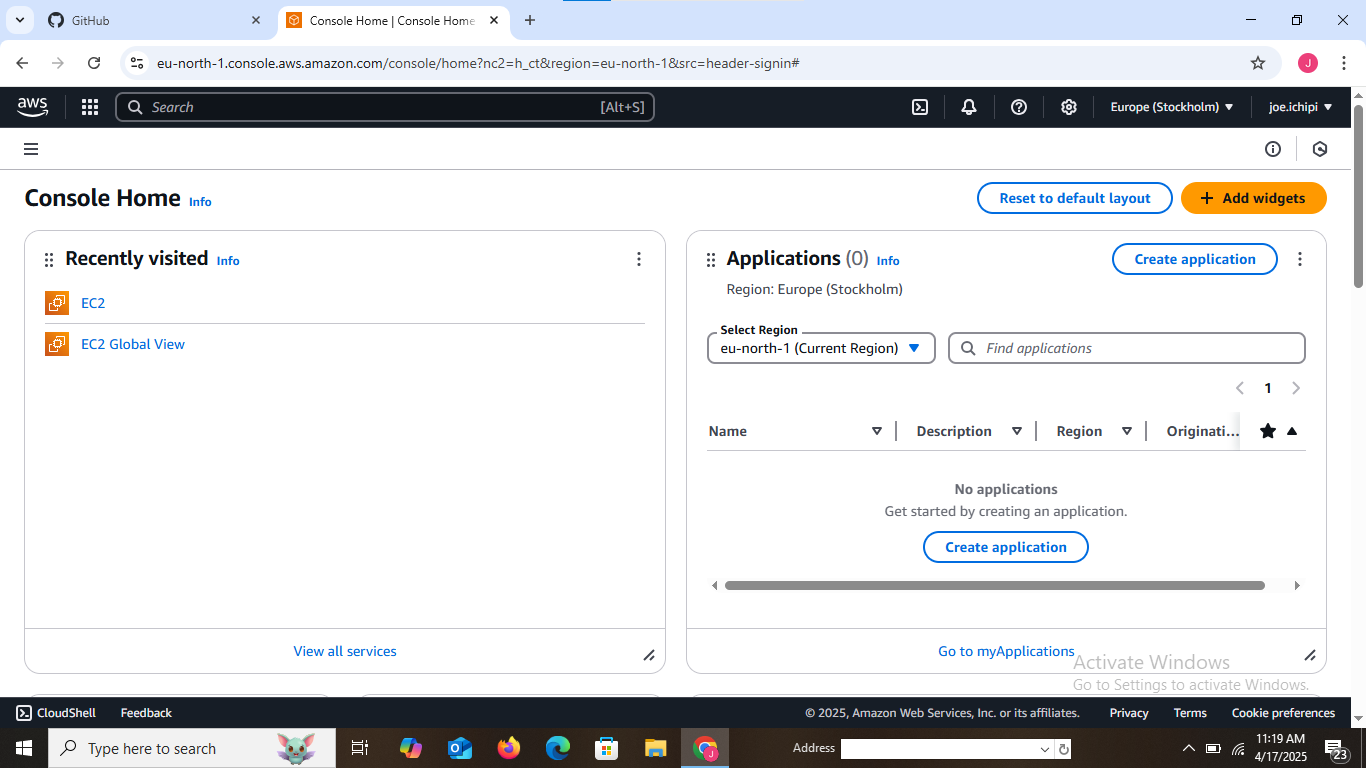 GitHub
Console Home | Console Home
eu-north-1.console.aws.amazon.com/console/home?nc2=h_ct&region=eu-north-1&src=header-signin#
J
aws
Search
[Alt+S]
Europe (Stockholm)
joe.ichipi
Console Home
Info
Reset to default layout
+ Add widgets
Recently visited
Info
EC2
EC2 Global View
View all services
Applications (0)
Info
Create application
Region: Europe (Stockholm)
Select Region
eu-north-1 (Current Region)
Find applications
1
Name
Description
Region
Originati...
No applications
Get started by creating an application.
Create application
Go to myApplications
Activate Windows
Go to Settings to activate Windows.
CloudShell
Feedback
© 2025, Amazon Web Services, Inc. or its affiliates.
Privacy
Terms
Cookie preferences
Type here to search
J
Address
11:19 AM
4/17/2025
23